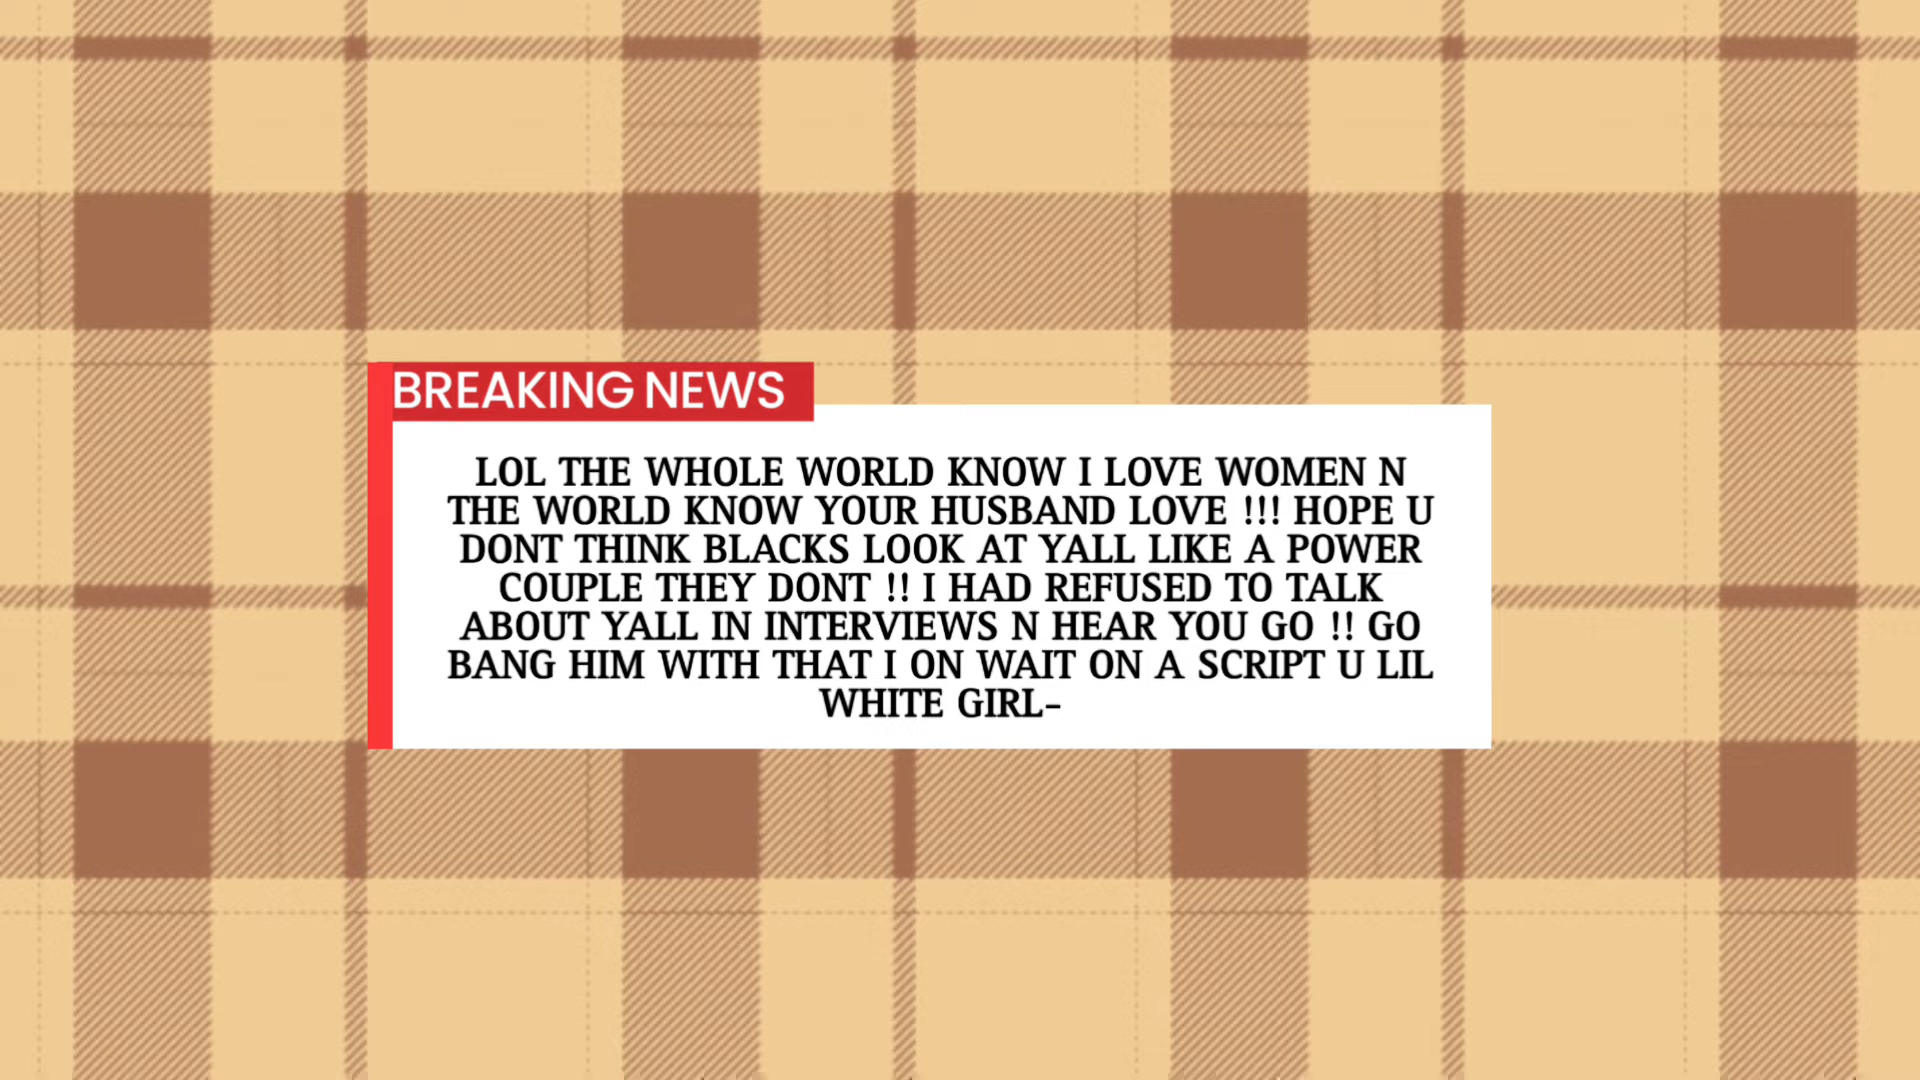 BREAKING NEWS
LOL THE WHOLE WORLD KNOW I LOVE WOMEN N
THE WORLD KNOW YOUR HUSBAND LOVE !!! HOPE U
DONT THINK BLACKS LOOK AT YALL LIKE A POWER
COUPLE THEY DONT !! I HAD REFUSED TO TALK
ABOUT YALL IN INTERVIEWS N HEAR YOU GO !! GO
BANG HIM WITH THAT I ON WAIT ON A SCRIPT U LIL
WHITE GIRL-